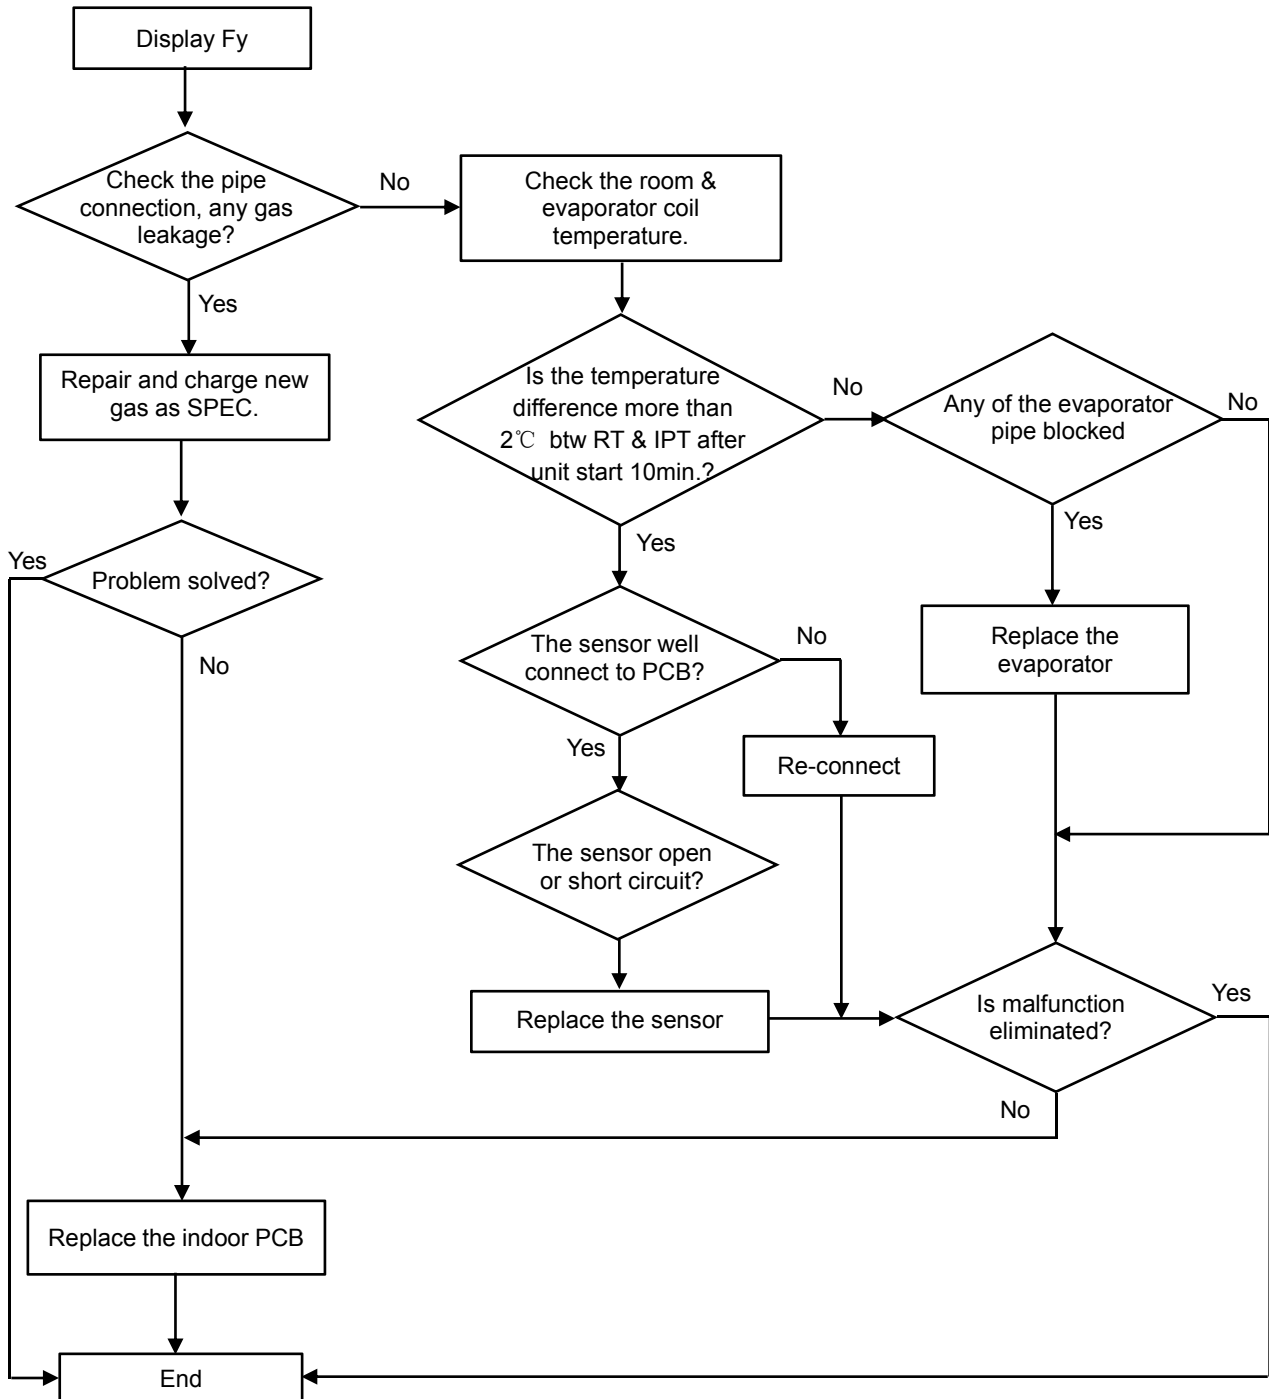 Display Fy
Check the pipe
connection, any gas
leakage?
No
Check the room &
evaporator coil
temperature.
Yes
Repair and charge new
gas as SPEC.
Is the temperature
difference more than
2℃ btw RT & IPT after
unit start 10min.?
No
Any of the evaporator
pipe blocked
No
Yes
Yes
Yes
Problem solved?
No
The sensor well
connect to PCB?
No
Replace the
evaporator
Yes
Re-connect
The sensor open
or short circuit?
Replace the sensor
Is malfunction
eliminated?
Yes
No
Replace the indoor PCB
End